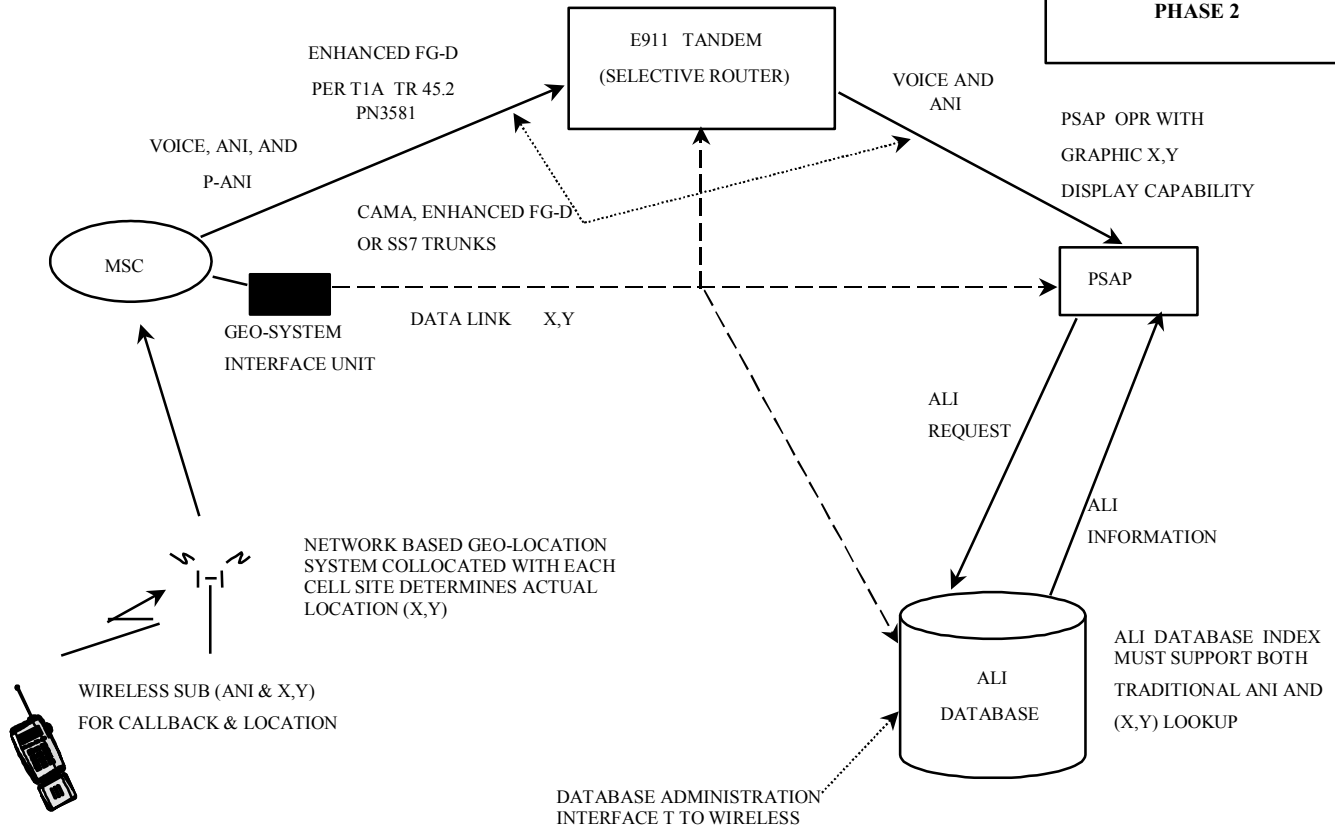 PHASE 2
E911 TANDEM
(SELECTIVE ROUTER)
ENHANCED FG-D
PER T1A TR 45.2
PN3581
VOICE AND
ANI
PSAP OPR WITH
GRAPHIC X,Y
DISPLAY CAPABILITY
VOICE, ANI, AND
P-ANI
CAMA, ENHANCED FG-D
OR SS7 TRUNKS
MSC
PSAP
DATA LINK X,Y
GEO-SYSTEM
INTERFACE UNIT
ALI
REQUEST
ALI
INFORMATION
NETWORK BASED GEO-LOCATION
SYSTEM COLLOCATED WITH EACH
CELL SITE DETERMINES ACTUAL
LOCATION (X,Y)
WIRELESS SUB (ANI & X,Y)
FOR CALLBACK & LOCATION
ALI
DATABASE
ALI DATABASE INDEX
MUST SUPPORT BOTH
TRADITIONAL ANI AND
(X,Y) LOOKUP
DATABASE ADMINISTRATION
INTERFACE T TO WIRELESS